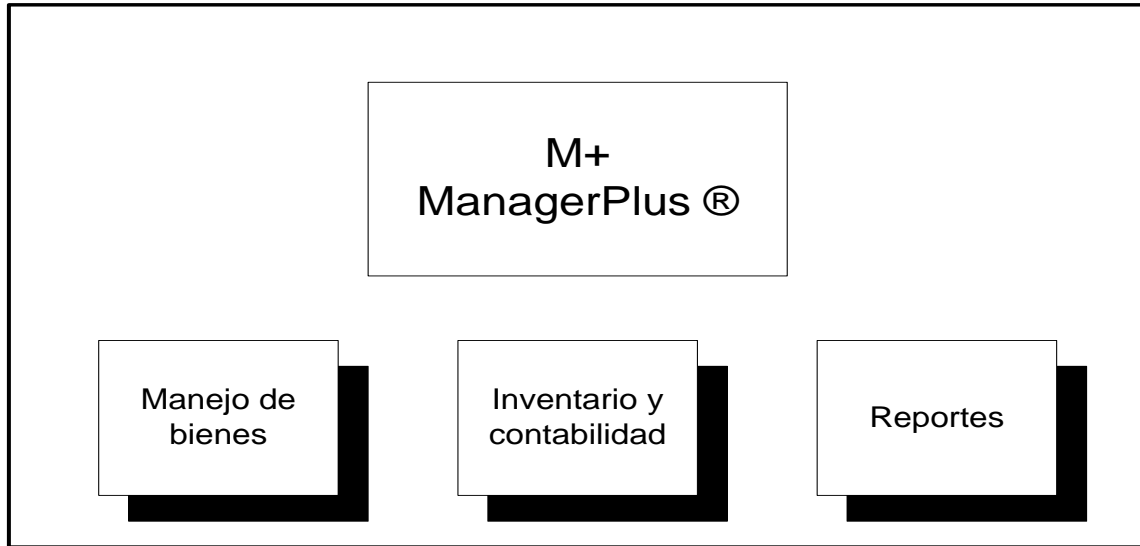 M+
ManagerPlus ®
Manejo de
bienes
Inventario y
contabilidad
Reportes